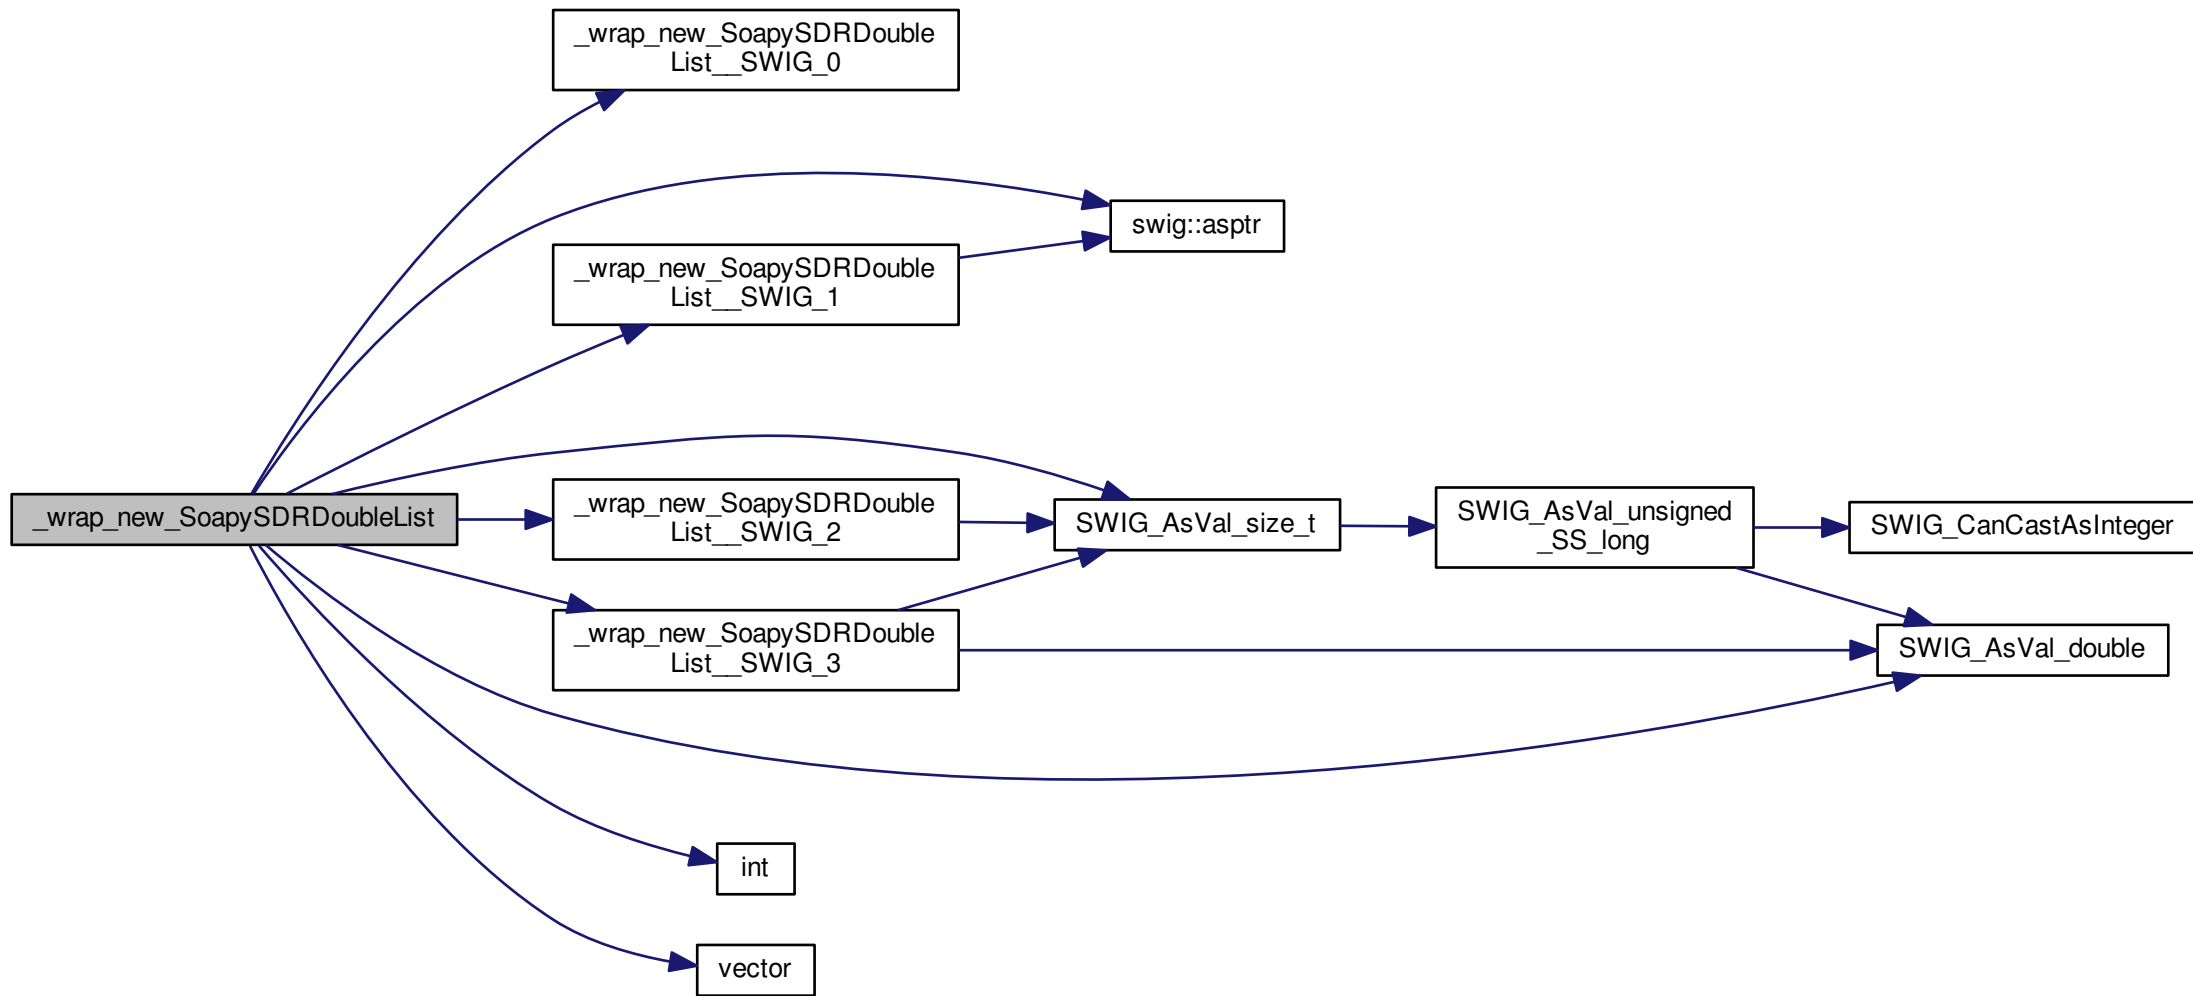 _wrap_new_SoapySDRDouble
List__SWIG_0
swig::asptr
_wrap_new_SoapySDRDouble
List__SWIG_1
_wrap_new_SoapySDRDoubleList
_wrap_new_SoapySDRDouble
List__SWIG_2
SWIG_AsVal_size_t
SWIG_AsVal_unsigned
_SS_long
SWIG_CanCastAsInteger
_wrap_new_SoapySDRDouble
List__SWIG_3
SWIG_AsVal_double
int
vector